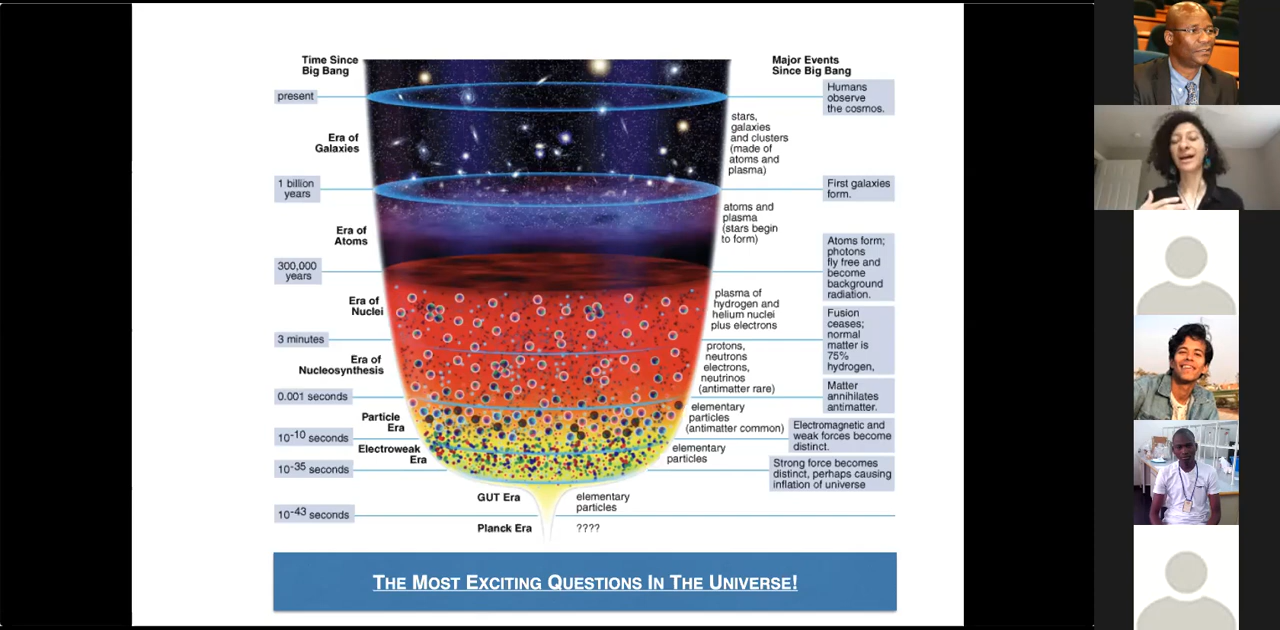 Time Since
Big Bang
Major Events
Since Big Bang
present
Humans
observe
the cosmos.
Era of
Galaxies
stars,
galaxies
and clusters
(made of
atoms and
plasma)
1 billion
years
First galaxies
form.
Era of
Atoms
atoms and
plasma
(stars begin
to form)
300,000
years
Atoms form;
photons
fly free and
become
background
radiation.
Era of
Nuclei
plasma of
hydrogen and
helium nuclei
plus electrons
3 minutes
Fusion
ceases;
normal
matter is
75%
hydrogen,
Era of
Nucleosynthesis
protons,
neutrons
electrons,
neutrinos
(antimatter rare)
0.001 seconds
Matter
annihilates
antimatter.
Particle
Era
elementary
particles
(antimatter common)
10⁻¹⁰ seconds
Electromagnetic and
weak forces become
distinct.
Electroweak
Era
elementary
particles
10⁻³⁵ seconds
Strong force becomes
distinct, perhaps causing
inflation of universe
GUT Era
elementary
particles
10⁻⁴³ seconds
Planck Era
????
THE MOST EXCITING QUESTIONS IN THE UNIVERSE!